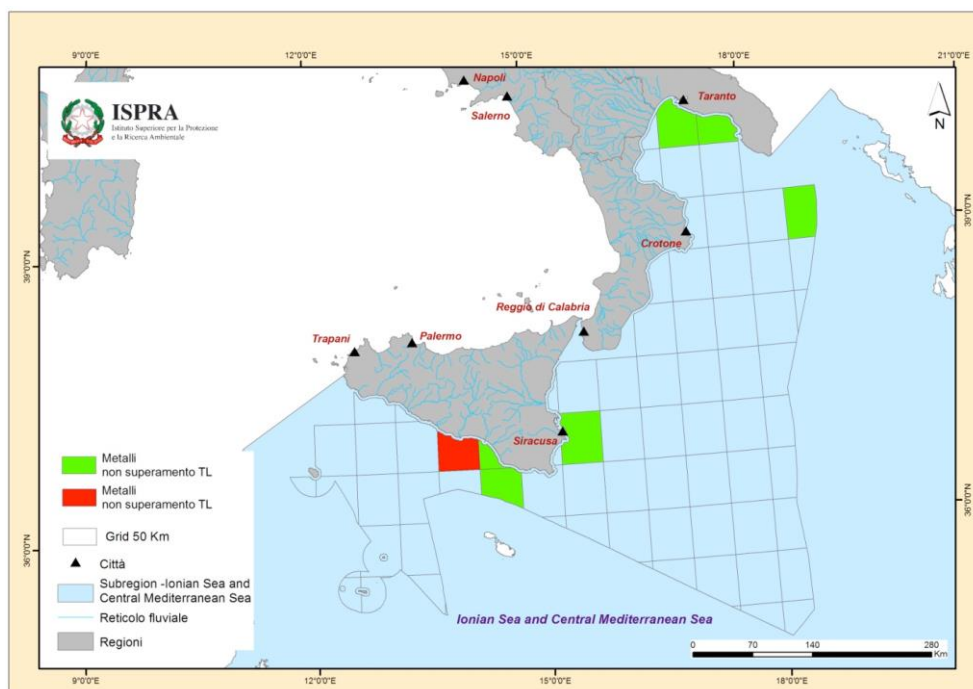 9°0'0"E
12°0'0"E
15°0'0"E
18°0'0"E
21°0'0"E
ISPRA
Istituto Superiore per la Protezione
e la Ricerca Ambientale
N
Napoli
Salerno
Taranto
39°0'0"N
39°0'0"N
Crotone
Reggio di Calabria
Trapani
Palermo
Siracusa
Metalli
non superamento TL
Metalli
non superamento TL
Grid 50 Km
Città
Subregion -Ionian Sea and
Central Mediterranean Sea
Reticolo fluviale
Regioni
36°0'0"N
36°0'0"N
Ionian Sea and Central Mediterranean Sea
0 70 140 280
Km
9°0'0"E
12°0'0"E
15°0'0"E
18°0'0"E